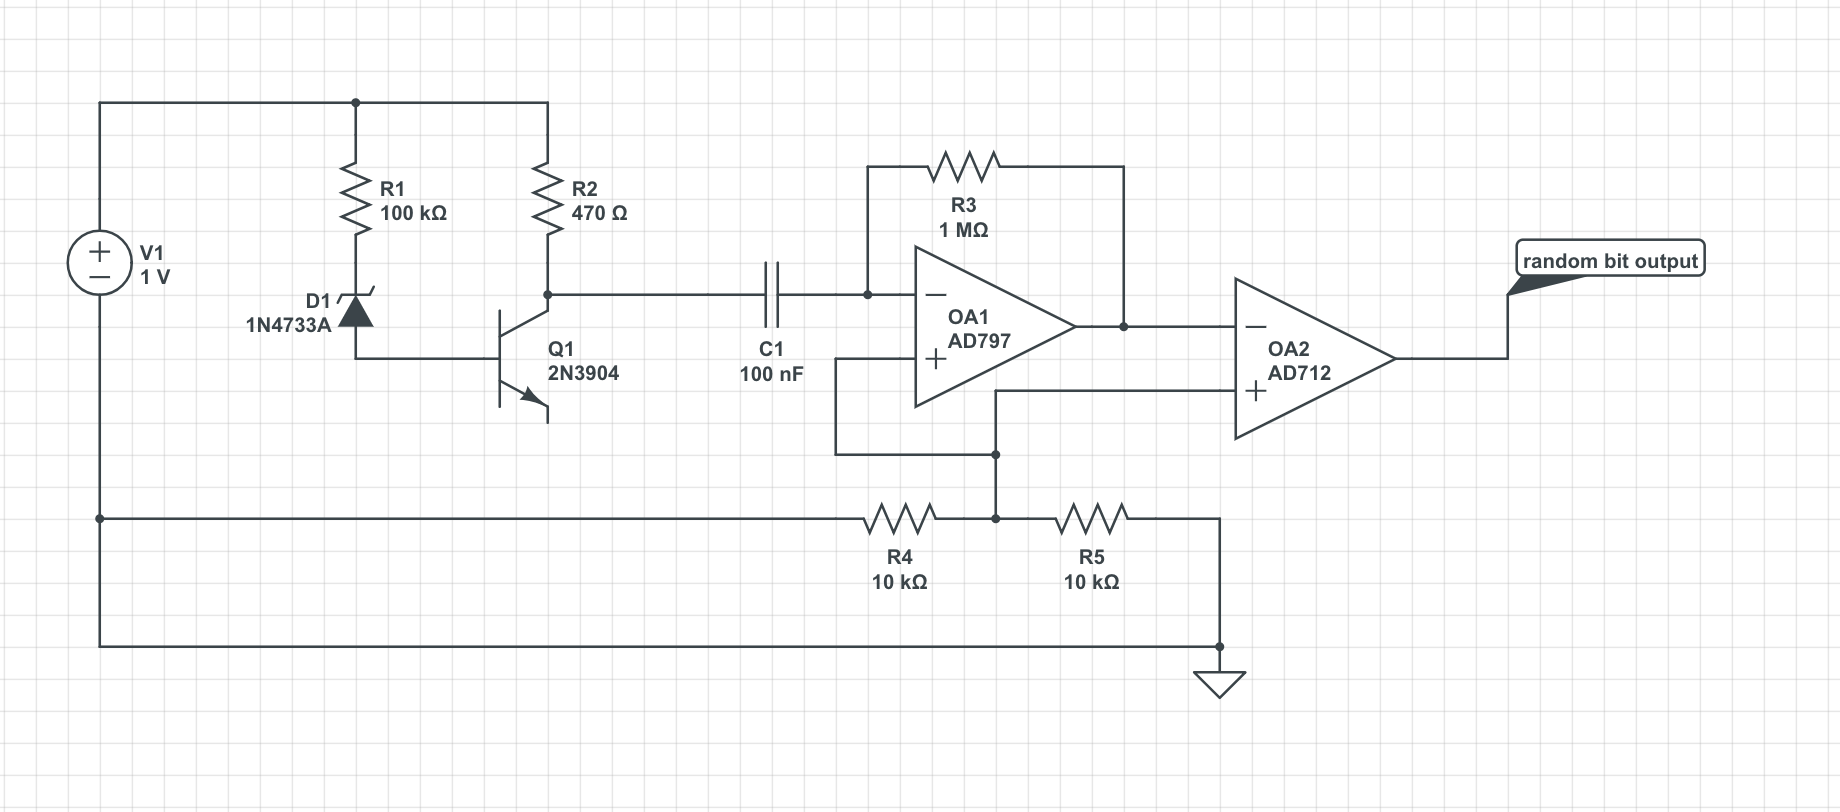 R1
100 kΩ
R2
470 Ω
R3
1 MΩ
V1
1 V
random bit output
D1
1N4733A
OA1
AD797
Q1
2N3904
C1
100 nF
OA2
AD712
R4
10 kΩ
R5
10 kΩ